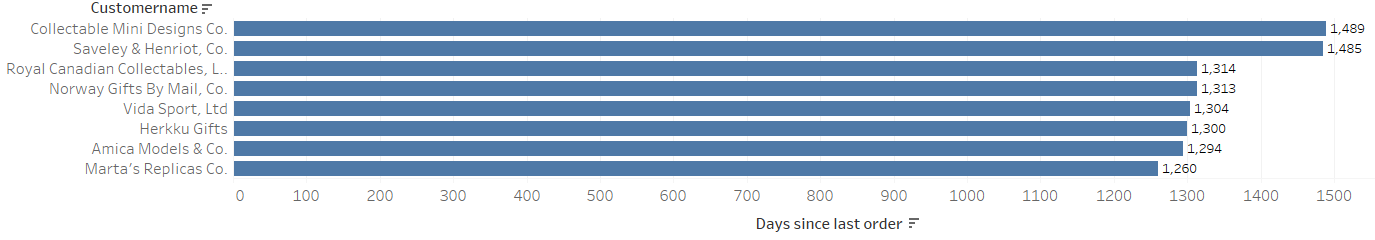 Customername
Collectable Mini Designs Co. 1,489
Saveley & Henriot, Co. 1,485
Royal Canadian Collectables, L.. 1,314
Norway Gifts By Mail, Co. 1,313
Vida Sport, Ltd 1,304
Herkku Gifts 1,300
Amica Models & Co. 1,294
Marta's Replicas Co. 1,260
0 100 200 300 400 500 600 700 800 900 1000 1100 1200 1300 1400 1500
Days since last order